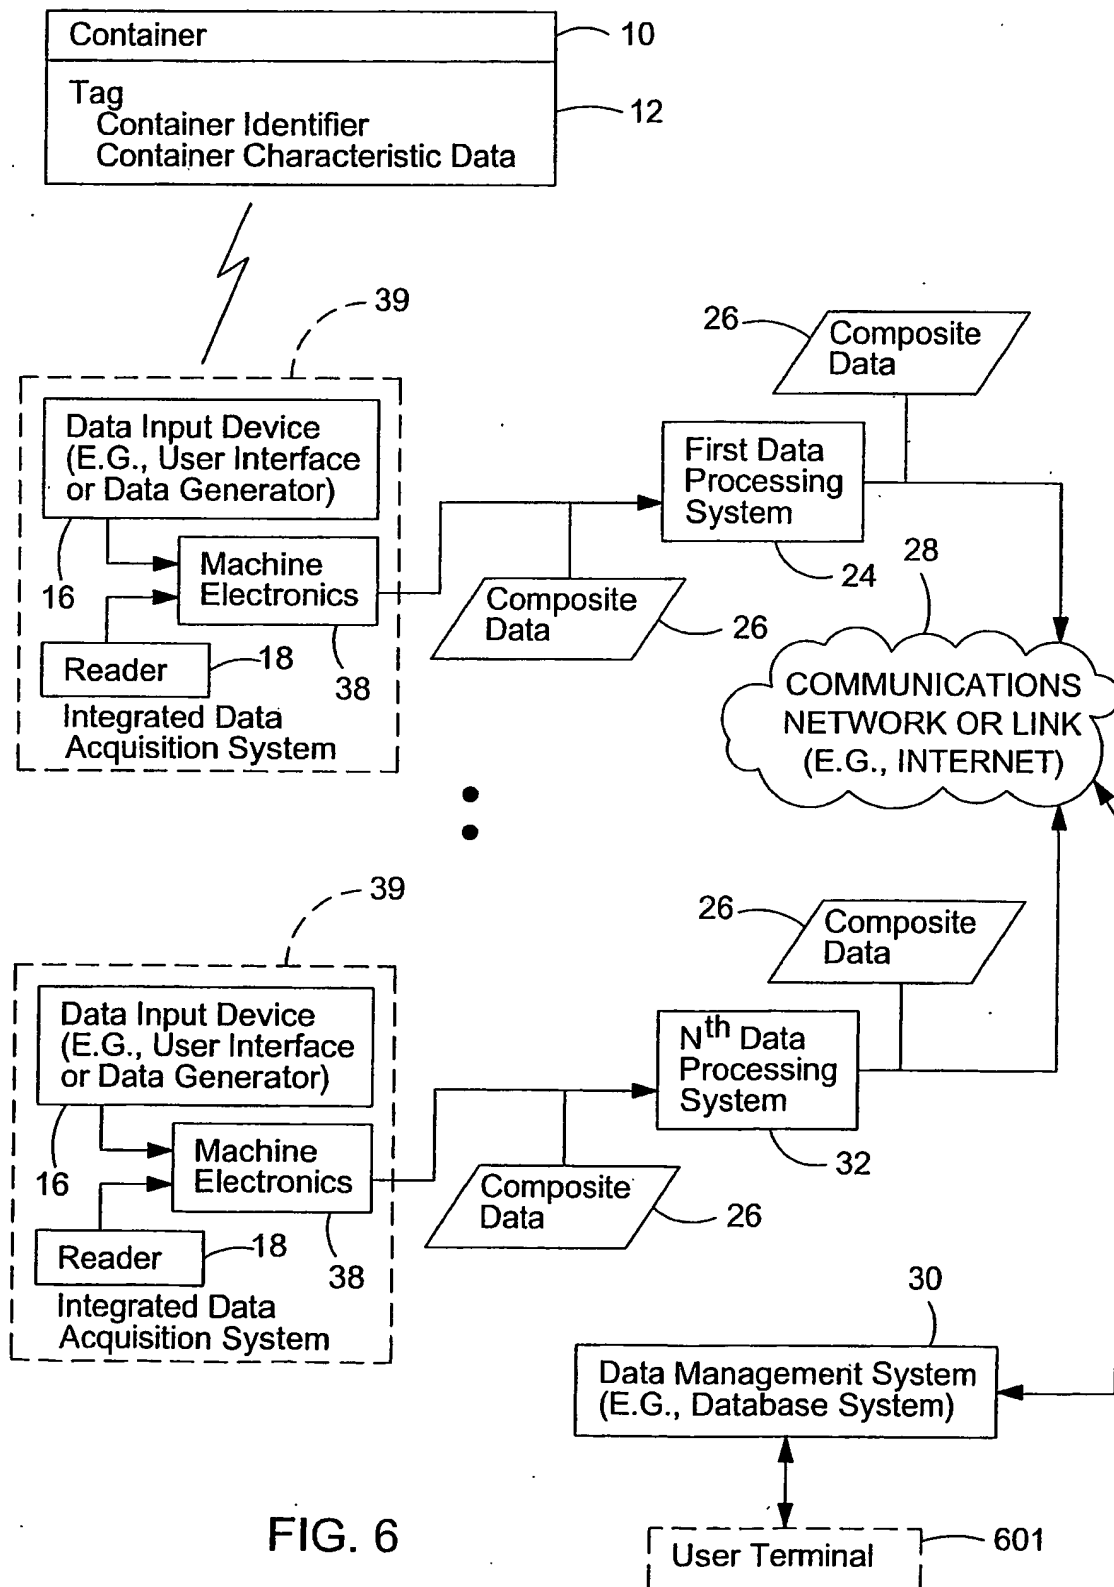 Container
10
Tag
Container Identifier
Container Characteristic Data
12
39
Data Input Device
(E.G., User Interface
or Data Generator)
16
Machine
Electronics
38
Reader
18
Integrated Data
Acquisition System
Composite
Data
26
First Data
Processing
System
24
26
Composite
Data
28
COMMUNICATIONS
NETWORK OR LINK
(E.G., INTERNET)
39
Data Input Device
(E.G., User Interface
or Data Generator)
16
Machine
Electronics
38
Reader
18
Integrated Data
Acquisition System
Composite
Data
26
Nth Data
Processing
System
32
26
Composite
Data
30
Data Management System
(E.G., Database System)
User Terminal
601
FIG. 6